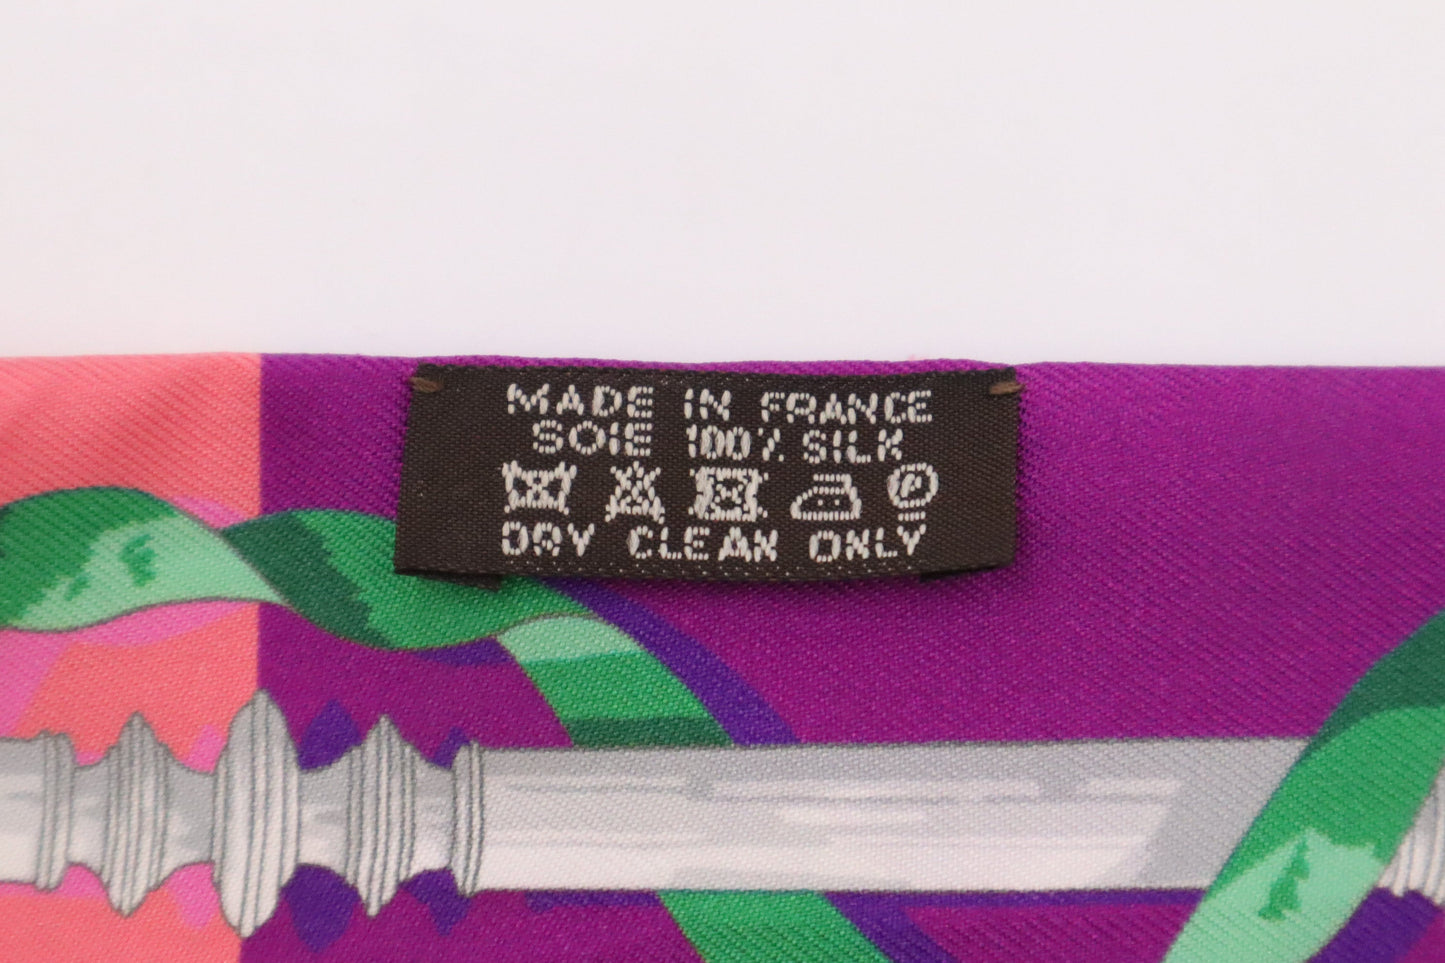 MADE IN FRANCE
SOIE 100% SILK
P
DRY CLEAN ONLY